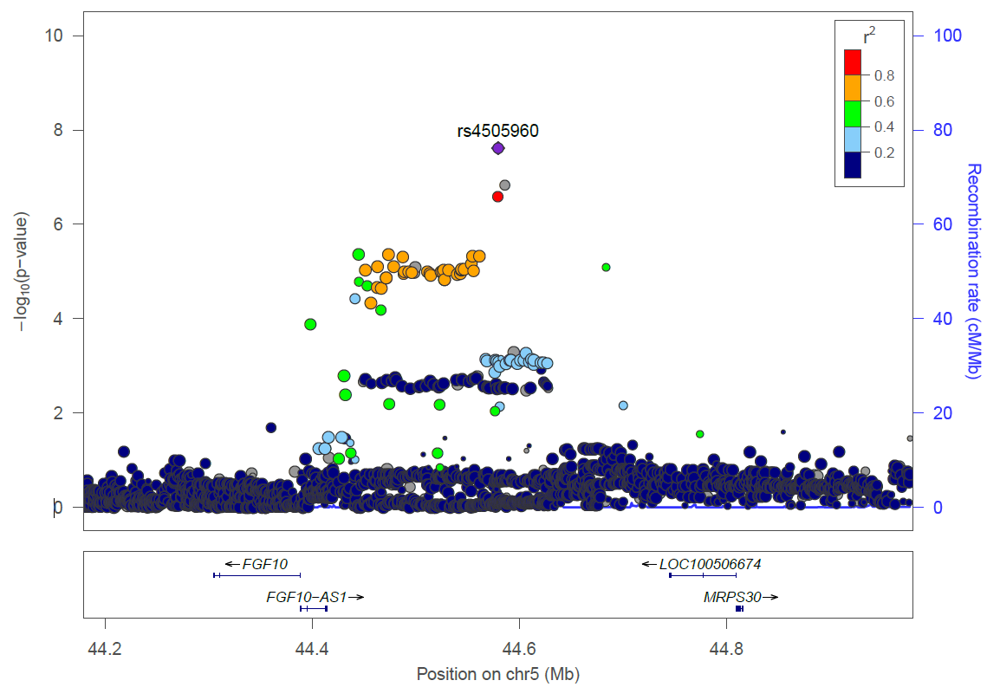 10
8
6
4
2
0
−log10(p−value)
100
80
60
40
20
0
Recombination rate (cM/Mb)
r2
0.8
0.6
0.4
0.2
rs4505960
FGF10
LOC100506674
FGF10−AS1
MRPS30
44.2
44.4
44.6
44.8
Position on chr5 (Mb)